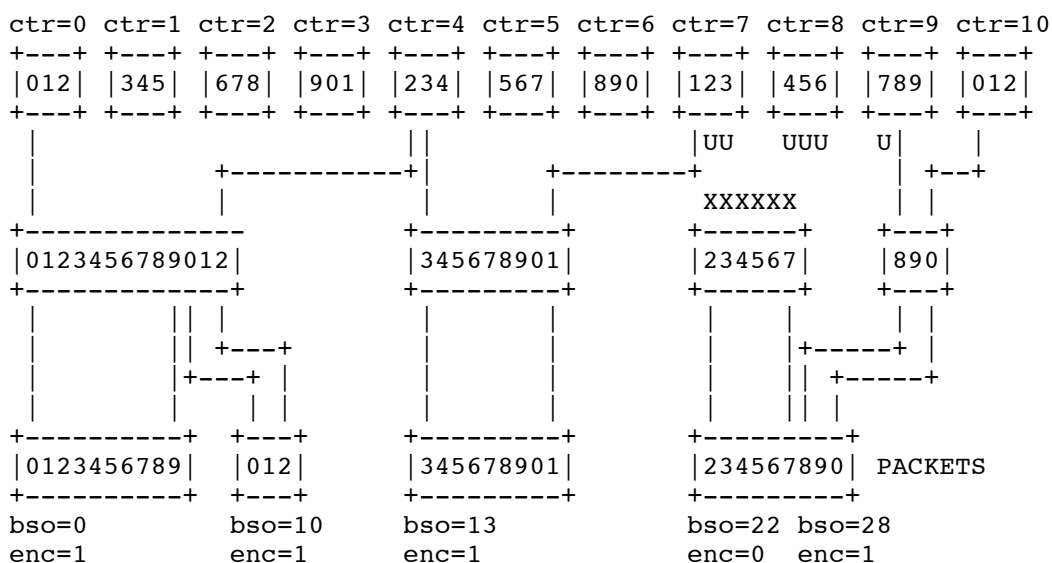 ctr=0 ctr=1 ctr=2 ctr=3 ctr=4 ctr=5 ctr=6 ctr=7 ctr=8 ctr=9 ctr=10
|012| |345| |678| |901| |234| |567| |890| |123| |456| |789| |012|
UU UUU U
XXXXXX
|0123456789012| |345678901| |234567| |890|
|0123456789| |012| |345678901| |234567890| PACKETS
bso=0 bso=10 bso=13 bso=22 bso=28
enc=1 enc=1 enc=1 enc=0 enc=1